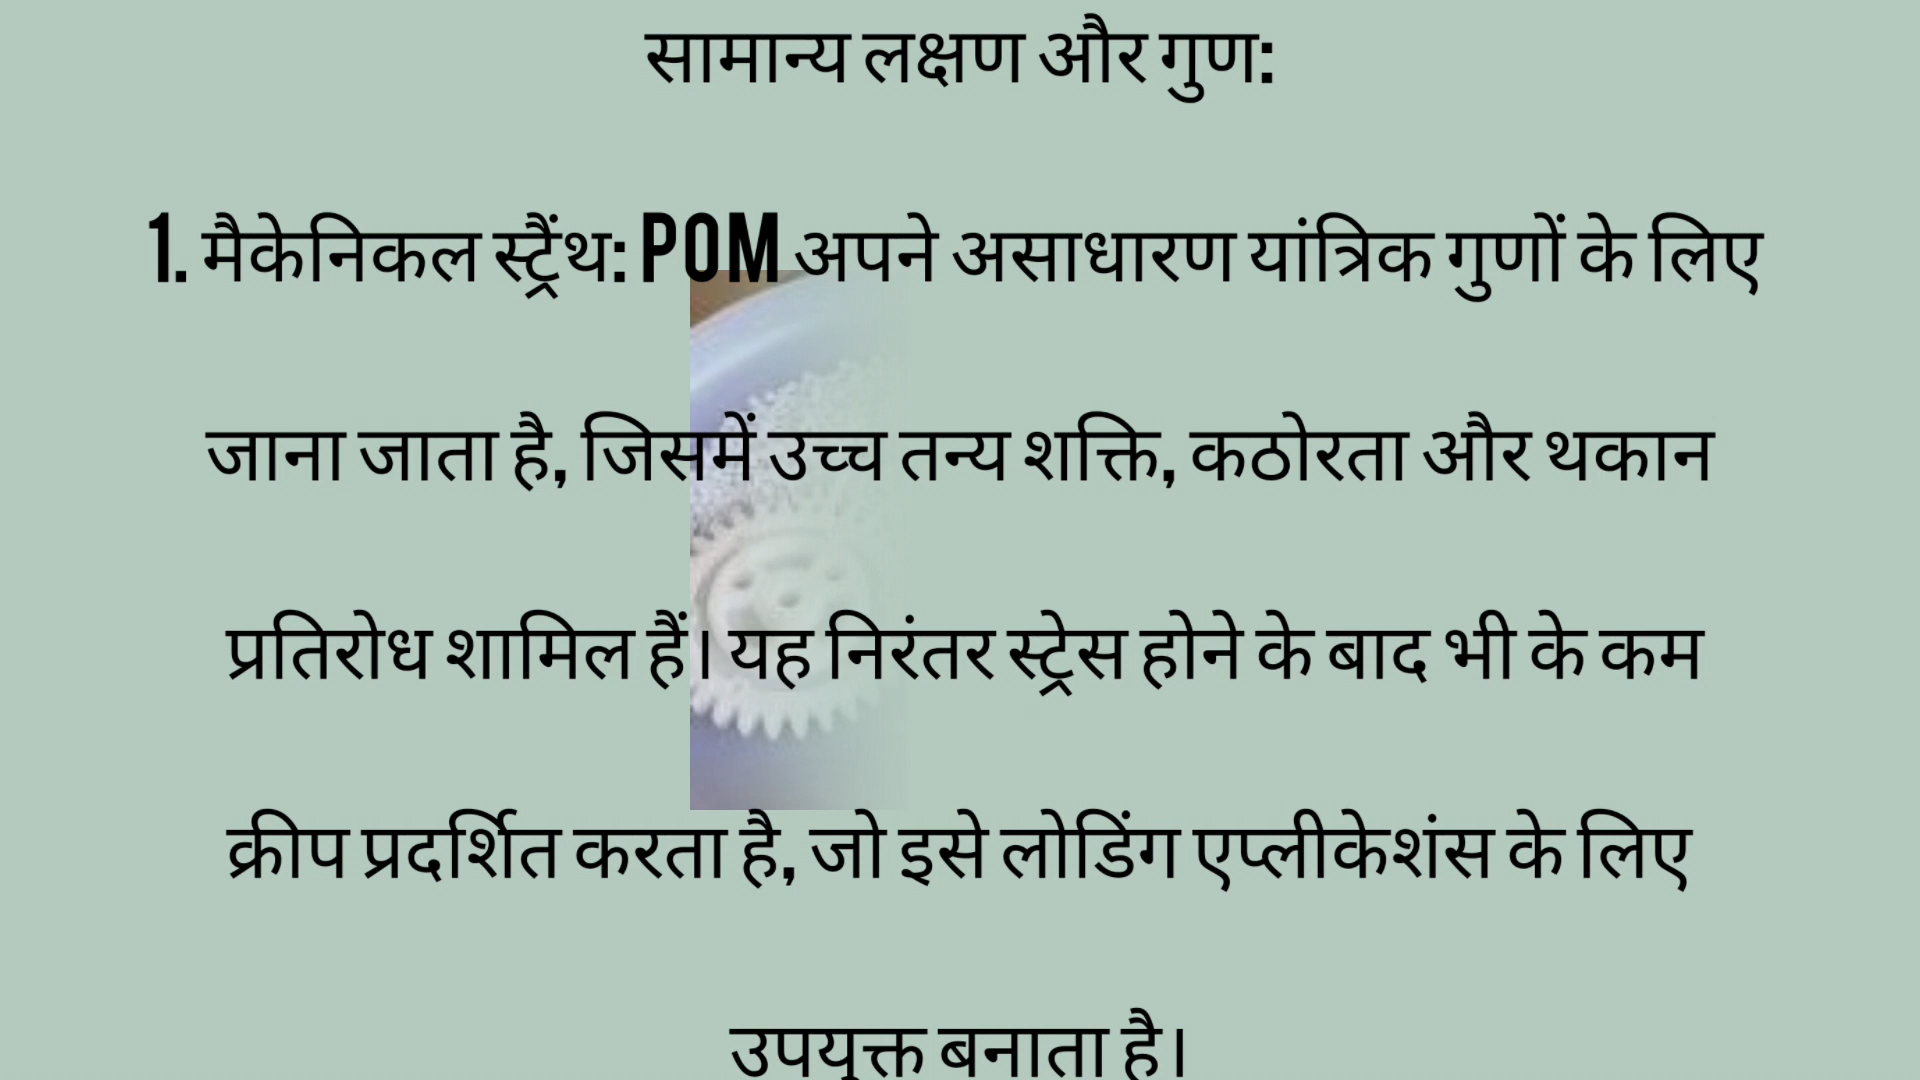 सामान्य लक्षण और गुण:
1. मैकेनिकल स्ट्रैंथ: POM अपने असाधारण यांत्रिक गुणों के लिए
जाना जाता है, जिसमें उच्च तन्य शक्ति, कठोरता और थकान
प्रतिरोध शामिल हैं। यह निरंतर स्ट्रेस होने के बाद भी के कम
क्रीप प्रदर्शित करता है, जो इसे लोडिंग एप्लीकेशंस के लिए
उपयुक्त बनाता है।